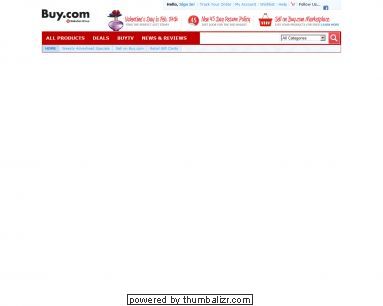 Hello, Sign In! | Track Your Order | My Account | Wishlist | Help | Follow Us...
Buy.com
Valentine's Day is Feb. 14th
New 45 Day Return Policy
Sell on Buy.com Marketplace
ALL PRODUCTS DEALS BUYTV NEWS & REVIEWS
All Categories
HOME | Weekly Advertised Specials | Sell on Buy.com | Retail Gift Cards
powered by thumbalizr.com